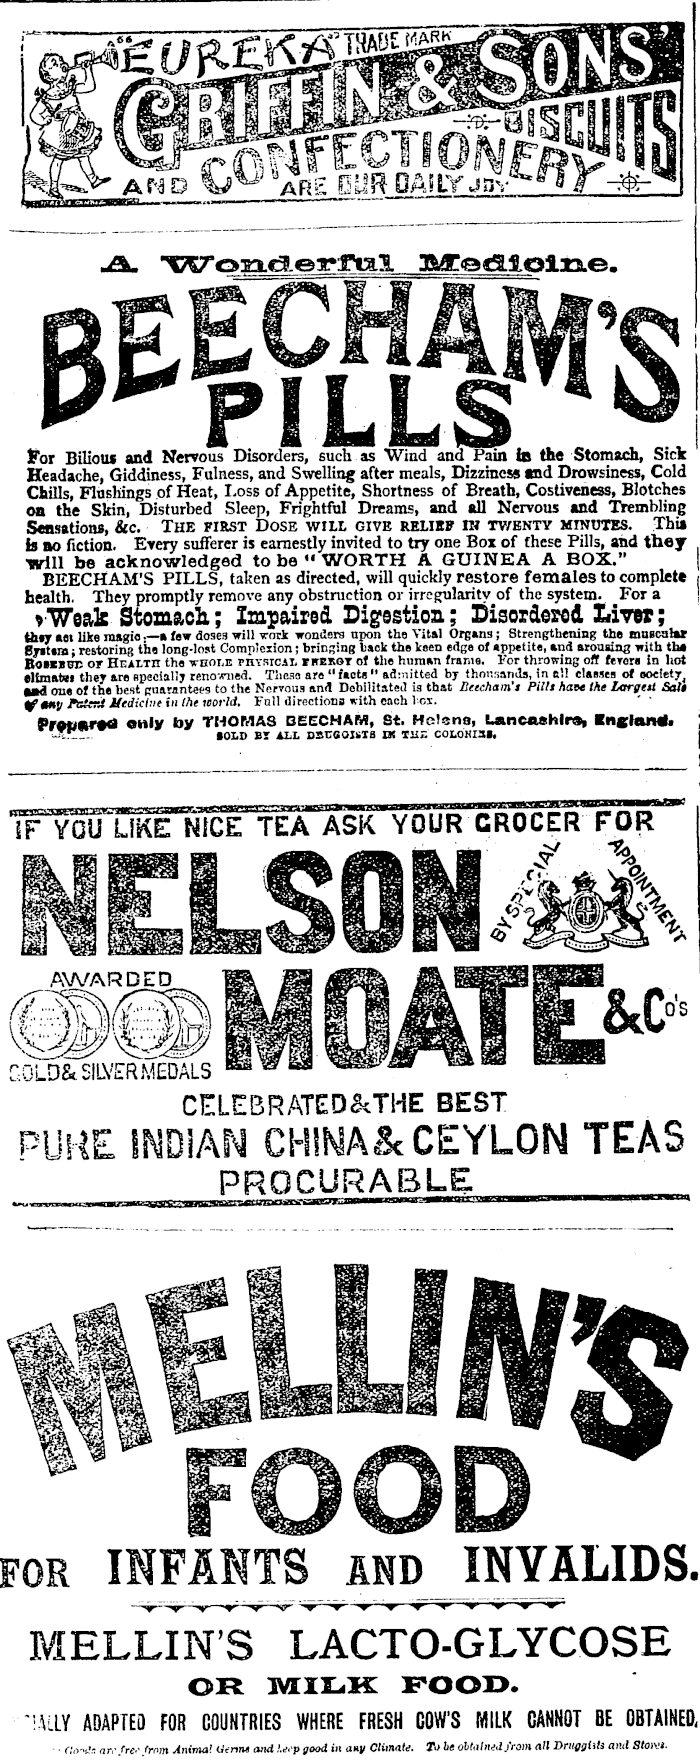 "EUREKA" TRADE MARK
GRIFFIN & SONS'
BISCUITS
AND CONFECTIONERY
ARE OUR DAILY JOY
A Wonderful Medicine.
BEECHAM'S
PILLS
For Bilious and Nervous Disorders, such as Wind and Pain in the Stomach, Sick
Headache, Giddiness, Fulness, and Swelling after meals, Dizziness and Drowsiness, Cold
Chills, Flushings of Heat, Loss of Appetite, Shortness of Breath, Costiveness, Blotches
on the Skin, Disturbed Sleep, Frightful Dreams, and all Nervous and Trembling
Sensations, &c. THE FIRST DOSE WILL GIVE RELIEF IN TWENTY MINUTES. This
is no fiction. Every sufferer is earnestly invited to try one Box of these Pills, and they
will be acknowledged to be "WORTH A GUINEA A BOX."
BEECHAM'S PILLS, taken as directed, will quickly restore females to complete
health. They promptly remove any obstruction or irregularity of the system. For a
Weak Stomach; Impaired Digestion; Disordered Liver;
they act like magic;—a few doses will work wonders upon the Vital Organs; Strengthening the muscular
System; restoring the long-lost Complexion; bringing back the keen edge of appetite, and arousing with the
ROSEBUD OF HEALTH the WHOLE PHYSICAL ENERGY of the human frame. For throwing off fevers in hot
climates they are specially renowned. These are "facts" admitted by thousands, in all classes of society,
and one of the best guarantees to the Nervous and Debilitated is that Beecham's Pills have the Largest Sale
of any Patent Medicine in the world. Full directions with each box.
Prepared only by THOMAS BEECHAM, St. Helens, Lancashire, England.
SOLD BY ALL DRUGGISTS IN THE COLONIES.
IF YOU LIKE NICE TEA ASK YOUR GROCER FOR
NELSON
BY SPECIAL APPOINTMENT
AWARDED
MOATE & Co's
GOLD & SILVER MEDALS
CELEBRATED & THE BEST
PURE INDIAN CHINA & CEYLON TEAS
PROCURABLE
MELLIN'S
FOOD
FOR INFANTS AND INVALIDS.
MELLIN'S LACTO-GLYCOSE
OR MILK FOOD.
CIALLY ADAPTED FOR COUNTRIES WHERE FRESH COW'S MILK CANNOT BE OBTAINED,
Goods are free from Animal Germs and keep good in any Climate. To be obtained from all Druggists and Stores.